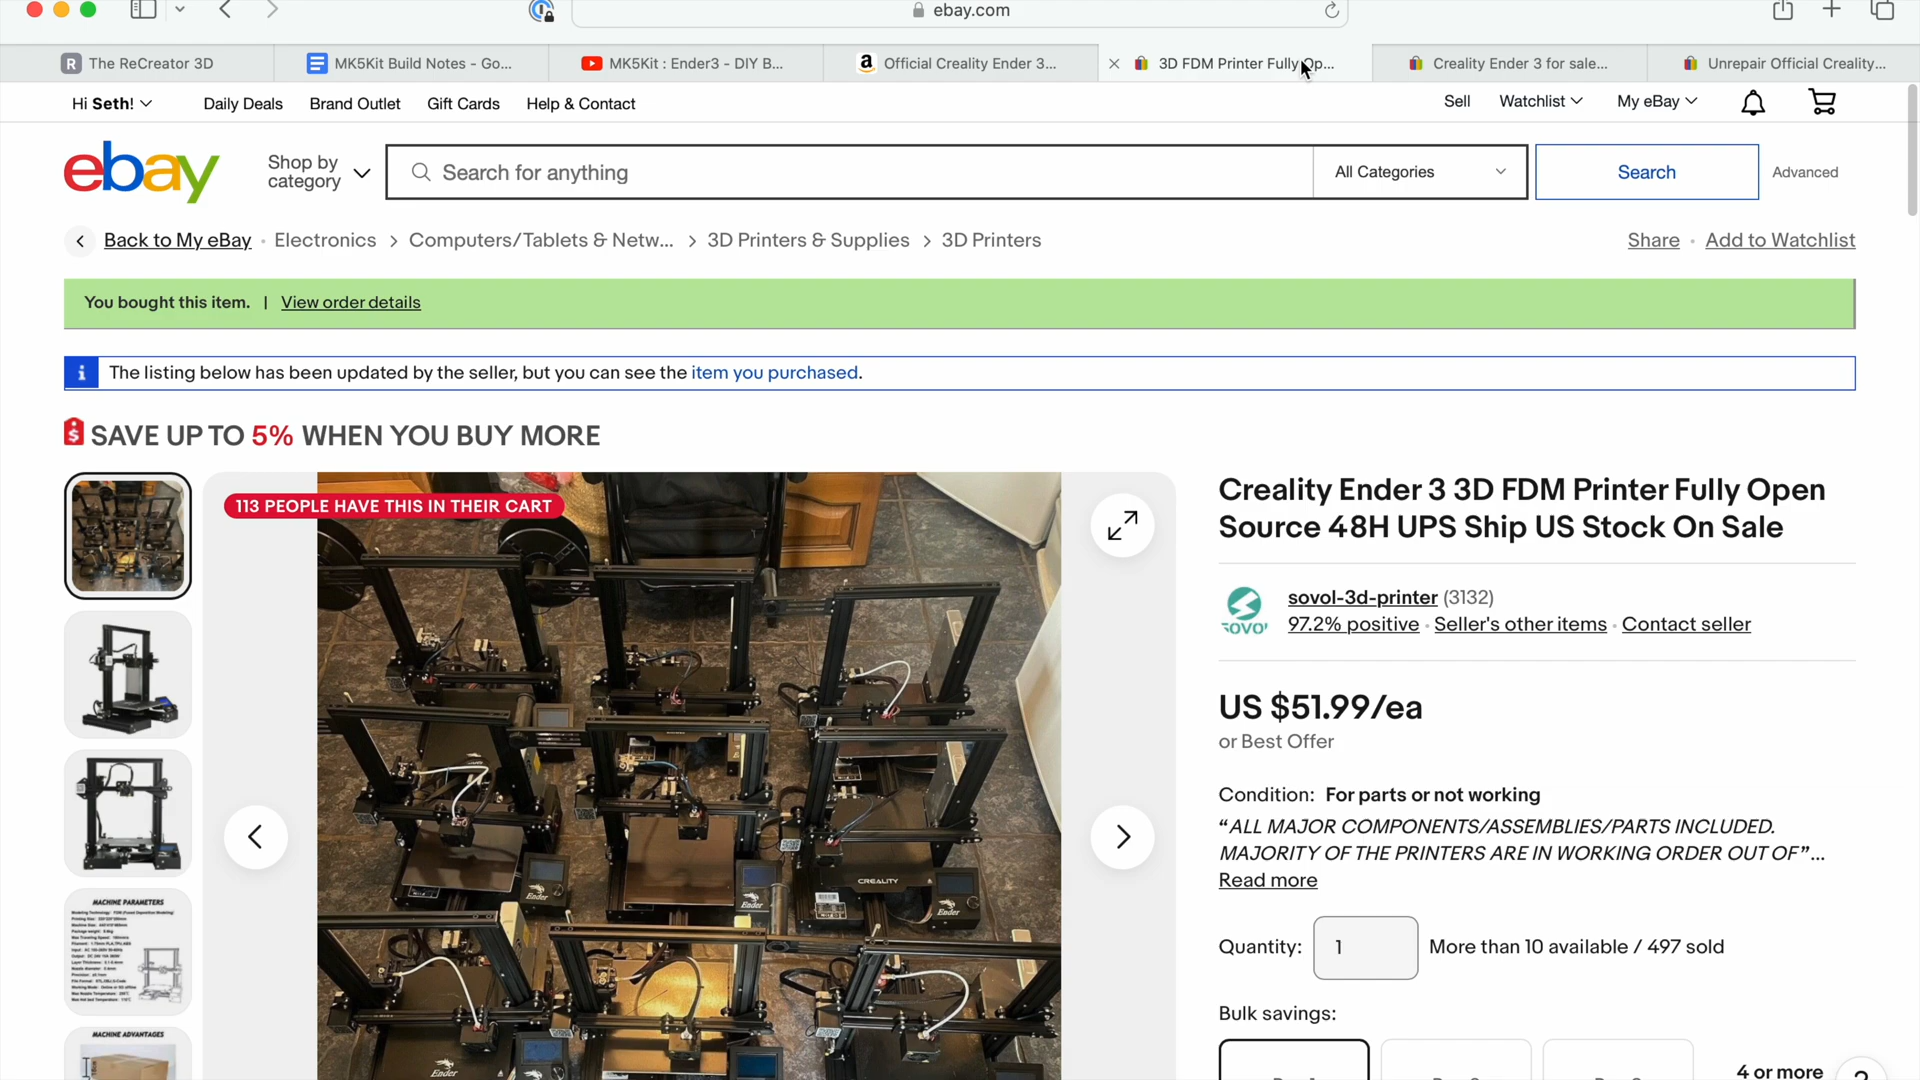 ebay.com
The ReCreator 3D
MK5Kit Build Notes - Go...
MK5Kit : Ender3 - DIY B...
Official Creality Ender 3...
3D FDM Printer Fully Op...
Creality Ender 3 for sale...
Unrepair Official Creality...
Hi Seth!
Daily Deals
Brand Outlet
Gift Cards
Help & Contact
Sell
Watchlist
My eBay
ebay
Shop by
category
Search for anything
All Categories
Search
Advanced
Back to My eBay
Electronics
Computers/Tablets & Netw...
3D Printers & Supplies
3D Printers
Share
Add to Watchlist
You bought this item. | View order details
The listing below has been updated by the seller, but you can see the item you purchased.
SAVE UP TO 5% WHEN YOU BUY MORE
113 PEOPLE HAVE THIS IN THEIR CART
MACHINE PARAMETERS
MACHINE ADVANTAGES
CREALITY
Ender
Ender
Ender
Ender
Creality Ender 3 3D FDM Printer Fully Open
Source 48H UPS Ship US Stock On Sale
sovol-3d-printer (3132)
97.2% positive · Seller's other items · Contact seller
US $51.99/ea
or Best Offer
Condition: For parts or not working
“ALL MAJOR COMPONENTS/ASSEMBLIES/PARTS INCLUDED.
MAJORITY OF THE PRINTERS ARE IN WORKING ORDER OUT OF”...
Read more
Quantity: 1 More than 10 available / 497 sold
Bulk savings:
4 or more